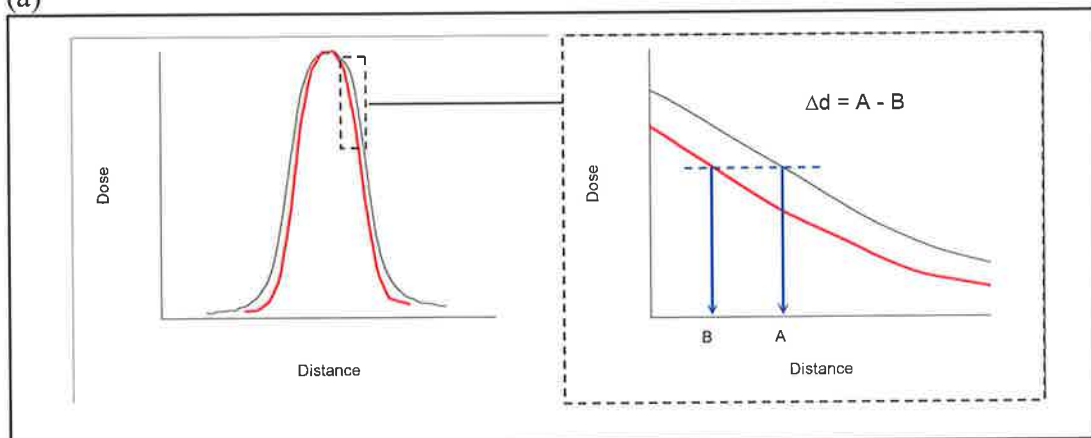 (a)
Δd = A - B
Dose
Dose
B
A
Distance
Distance